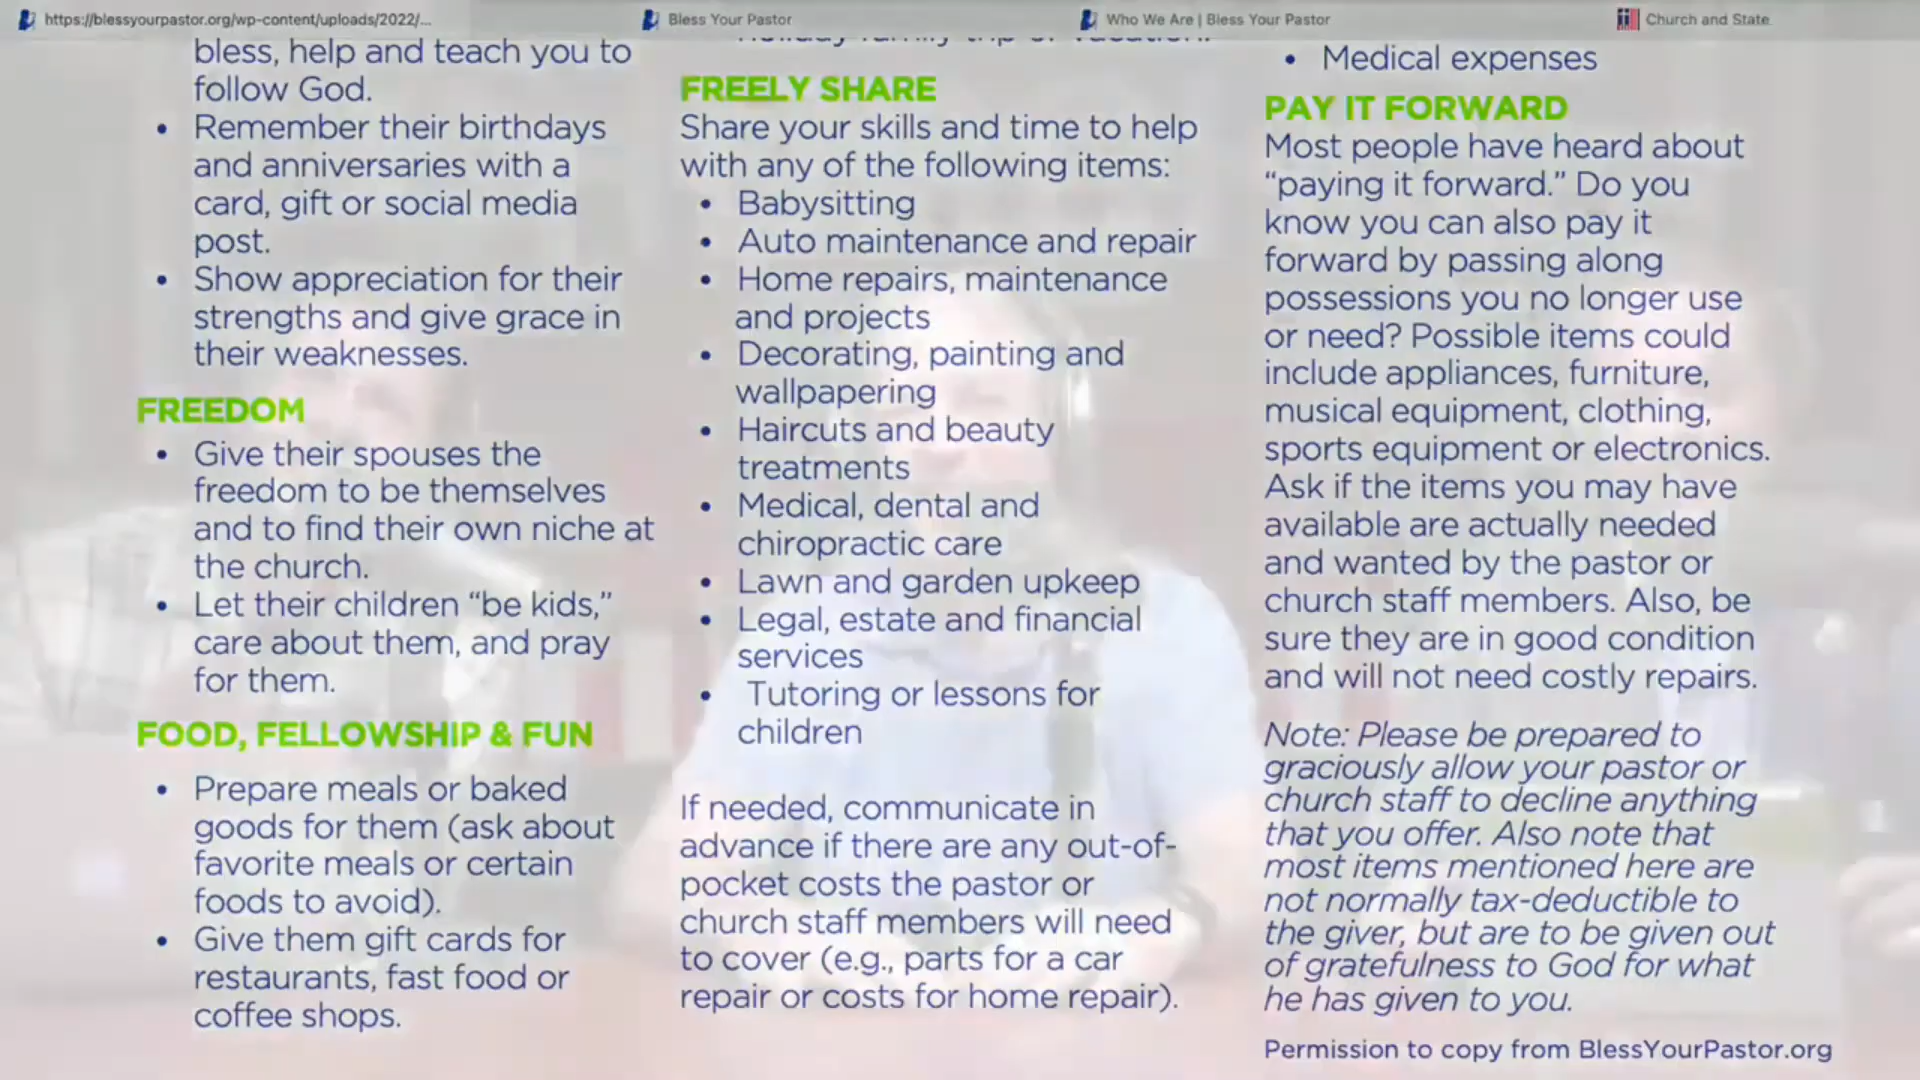 https://blessyourpastor.org/wp-content/uploads/2022/...
Bless Your Pastor
Who We Are | Bless Your Pastor
Church and State
bless, help and teach you to
follow God.
• Remember their birthdays
and anniversaries with a
card, gift or social media
post.
• Show appreciation for their
strengths and give grace in
their weaknesses.
FREEDOM
• Give their spouses the
freedom to be themselves
and to find their own niche at
the church.
• Let their children “be kids,”
care about them, and pray
for them.
FOOD, FELLOWSHIP & FUN
• Prepare meals or baked
goods for them (ask about
favorite meals or certain
foods to avoid).
• Give them gift cards for
restaurants, fast food or
coffee shops.
FREELY SHARE
Share your skills and time to help
with any of the following items:
• Babysitting
• Auto maintenance and repair
• Home repairs, maintenance
and projects
• Decorating, painting and
wallpapering
• Haircuts and beauty
treatments
• Medical, dental and
chiropractic care
• Lawn and garden upkeep
• Legal, estate and financial
services
• Tutoring or lessons for
children
If needed, communicate in
advance if there are any out-of-
pocket costs the pastor or
church staff members will need
to cover (e.g., parts for a car
repair or costs for home repair).
• Medical expenses
PAY IT FORWARD
Most people have heard about
“paying it forward.” Do you
know you can also pay it
forward by passing along
possessions you no longer use
or need? Possible items could
include appliances, furniture,
musical equipment, clothing,
sports equipment or electronics.
Ask if the items you may have
available are actually needed
and wanted by the pastor or
church staff members. Also, be
sure they are in good condition
and will not need costly repairs.
Note: Please be prepared to
graciously allow your pastor or
church staff to decline anything
that you offer. Also note that
most items mentioned here are
not normally tax-deductible to
the giver, but are to be given out
of gratefulness to God for what
he has given to you.
Permission to copy from BlessYourPastor.org